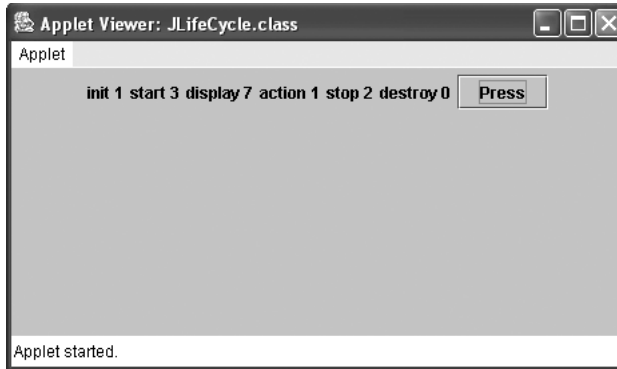 Applet Viewer: JLifeCycle.class
Applet
init 1 start 3 display 7 action 1 stop 2 destroy 0 Press
Applet started.